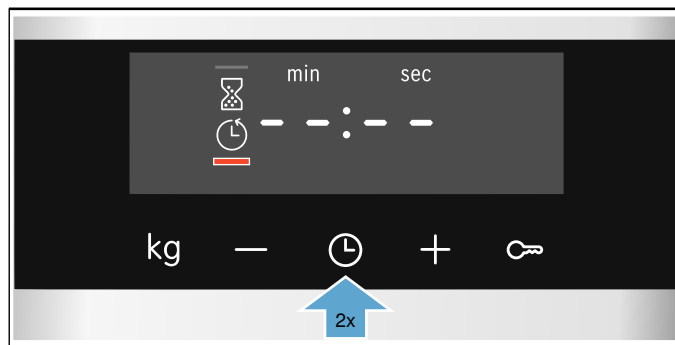 min sec
– – : – –
kg
2x